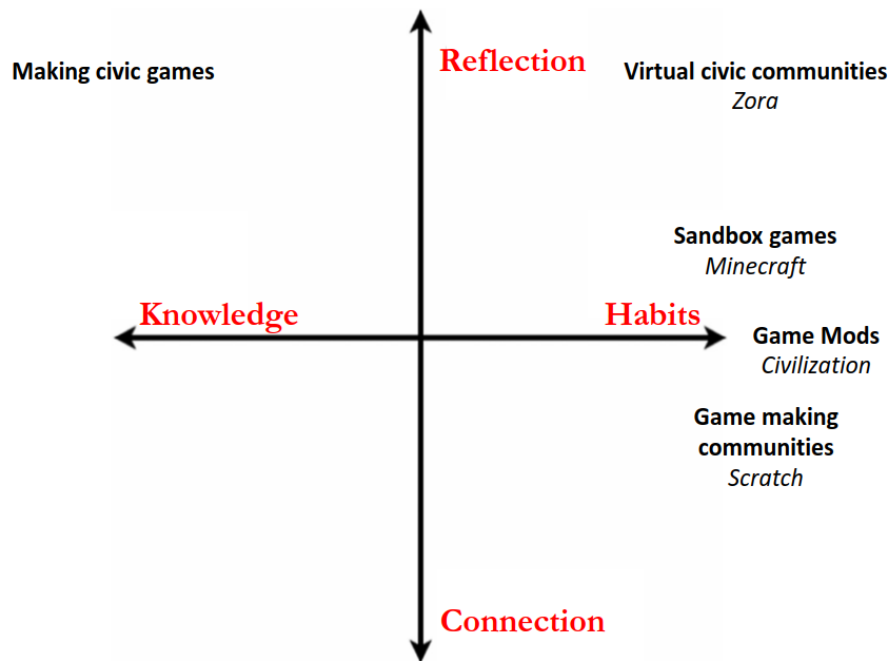 Making civic games
Reflection
Virtual civic communities
Zora
Sandbox games
Minecraft
Knowledge
Habits
Game Mods
Civilization
Game making
communities
Scratch
Connection